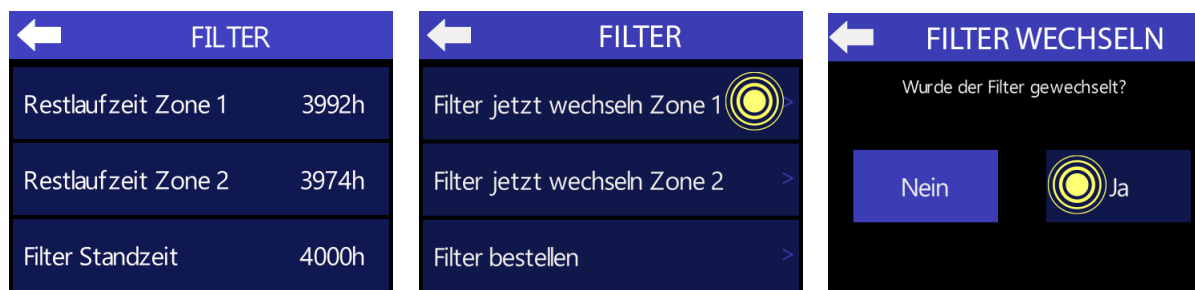 FILTER
Restlaufzeit Zone 1 3992h
Restlaufzeit Zone 2 3974h
Filter Standzeit 4000h
FILTER
Filter jetzt wechseln Zone 1 >
Filter jetzt wechseln Zone 2 >
Filter bestellen >
FILTER WECHSELN
Wurde der Filter gewechselt?
Nein Ja